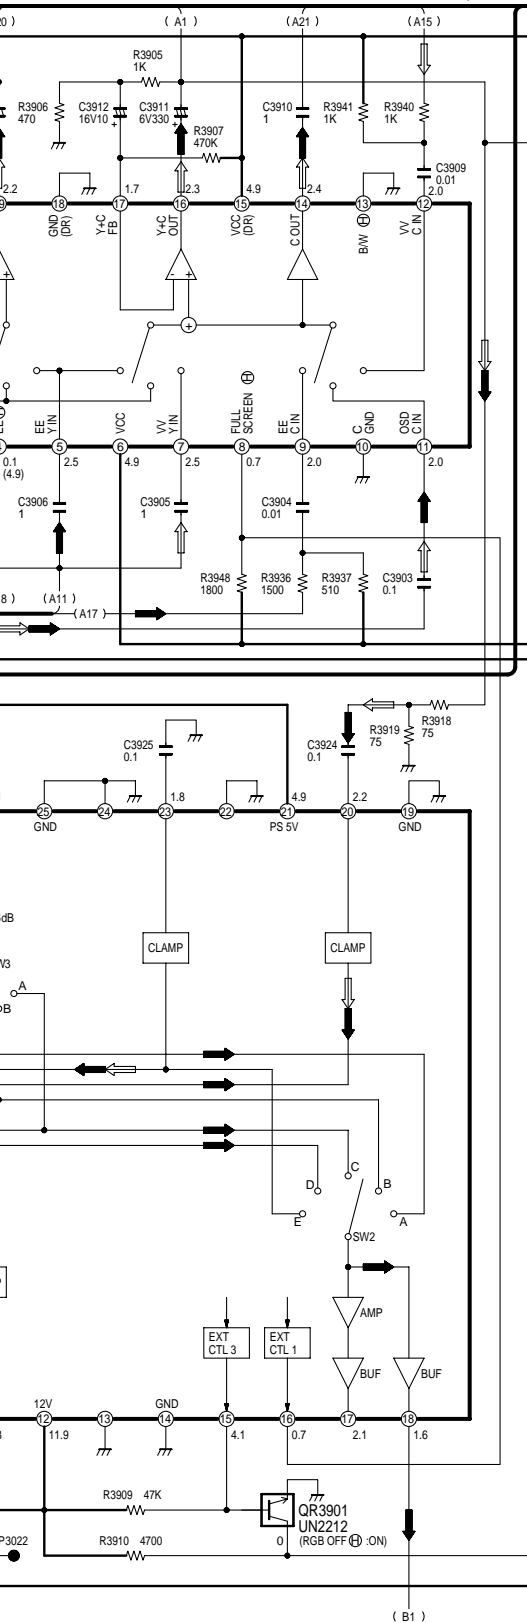 ( A1 )
( A21 )
( A15 )
R3905
1K
R3906
470
C3912
16V10
+
C3911
6V330
+
R3907
470K
C3910
1
R3941
1K
R3940
1K
C3909
0.01
2.2
1.7
2.3
4.9
2.4
2.0
18
17
16
15
14
13
12
GND
(DR)
Y+C
FB
Y+C
OUT
VCC
(DR)
C OUT
B/W Ⓗ
VV
C IN
+
- +
+
EE
Y IN
VCC
VV
Y IN
FULL
SCREEN Ⓗ
EE
C IN
C
GND
OSD
C IN
5
6
7
8
9
10
11
0.1
(4.9)
2.5
4.9
2.5
0.7
2.0
2.0
C3906
1
C3905
1
C3904
0.01
R3948
1800
R3936
1500
R3937
510
C3903
0.1
( A11 )
( A17 )
C3925
0.1
C3924
0.1
R3919
75
R3918
75
1.8
4.9
2.2
25
24
23
22
21
20
19
GND
PS 5V
GND
CLAMP
CLAMP
A
B
C
D
B
E
A
SW2
AMP
EXT
CTL 3
EXT
CTL 1
BUF
BUF
12V
GND
12
13
14
15
16
17
18
11.9
4.1
0.7
2.1
1.6
R3909 47K
QR3901
UN2212
R3910 4700
0 (RGB OFF Ⓗ :ON)
( B1 )